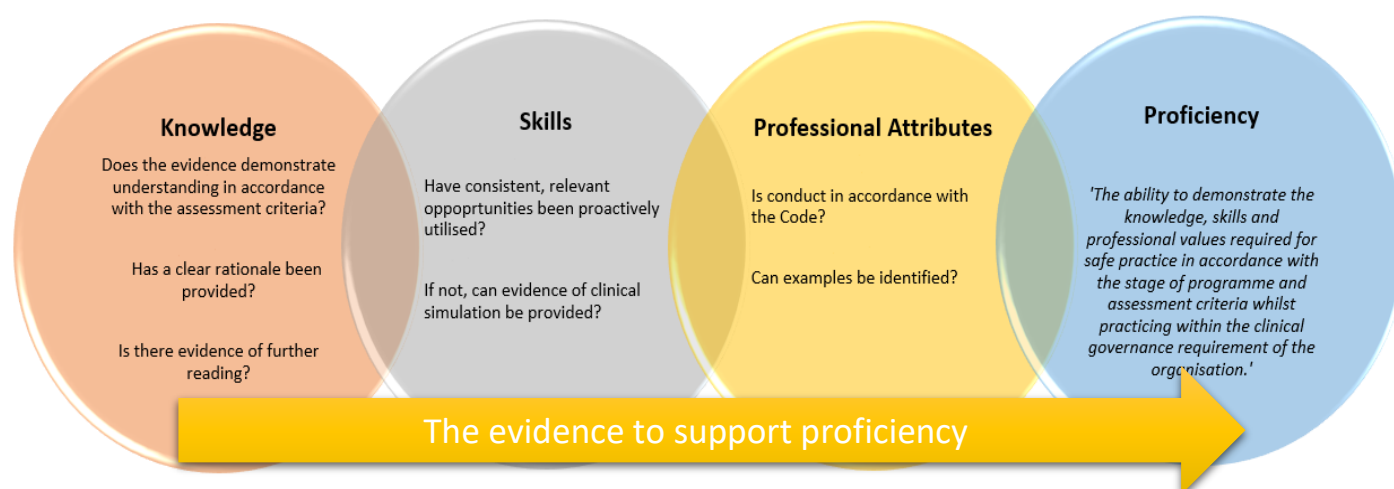 Knowledge
Does the evidence demonstrate
understanding in accordance
with the assessment criteria?
Has a clear rationale been
provided?
Is there evidence of further
reading?
Skills
Have consistent, relevant
oppoprtunities been proactively
utilised?
If not, can evidence of clinical
simulation be provided?
Professional Attributes
Is conduct in accordance with
the Code?
Can examples be identified?
Proficiency
'The ability to demonstrate the
knowledge, skills and
professional values required for
safe practice in accordance with
the stage of programme and
assessment criteria whilst
practicing within the clinical
governance requirement of the
organisation.'
The evidence to support proficiency